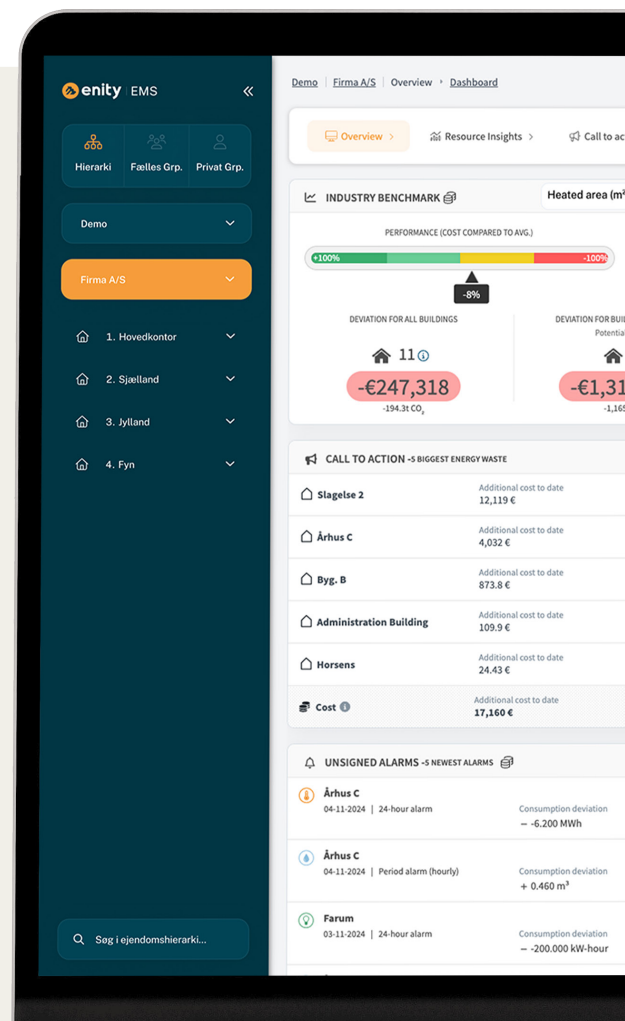 enity EMS
Hierarki
Fælles Grp.
Privat Grp.
Demo
Firma A/S
1. Hovedkontor
2. Sjælland
3. Jylland
4. Fyn
Søg i ejendomshierarki...
Demo | Firma A/S | Overview • Dashboard
Overview
Resource Insights
Call to ac
INDUSTRY BENCHMARK
Heated area (m²
PERFORMANCE (COST COMPARED TO AVG.)
+100%
-100%
-8%
DEVIATION FOR ALL BUILDINGS
11
-€247,318
-194.3t CO₂
DEVIATION FOR BUIL
Potential
-€1,31
-1,165
CALL TO ACTION -5 BIGGEST ENERGY WASTE
Slagelse 2
Additional cost to date
12,119 €
Århus C
Additional cost to date
4,032 €
Byg. B
Additional cost to date
873.8 €
Administration Building
Additional cost to date
109.9 €
Horsens
Additional cost to date
24.43 €
Cost
Additional cost to date
17,160 €
UNSIGNED ALARMS -5 NEWEST ALARMS
Århus C
04-11-2024 | 24-hour alarm
Consumption deviation
— -6.200 MWh
Århus C
04-11-2024 | Period alarm (hourly)
Consumption deviation
+ 0.460 m³
Farum
03-11-2024 | 24-hour alarm
Consumption deviation
— -200.000 kW-hour